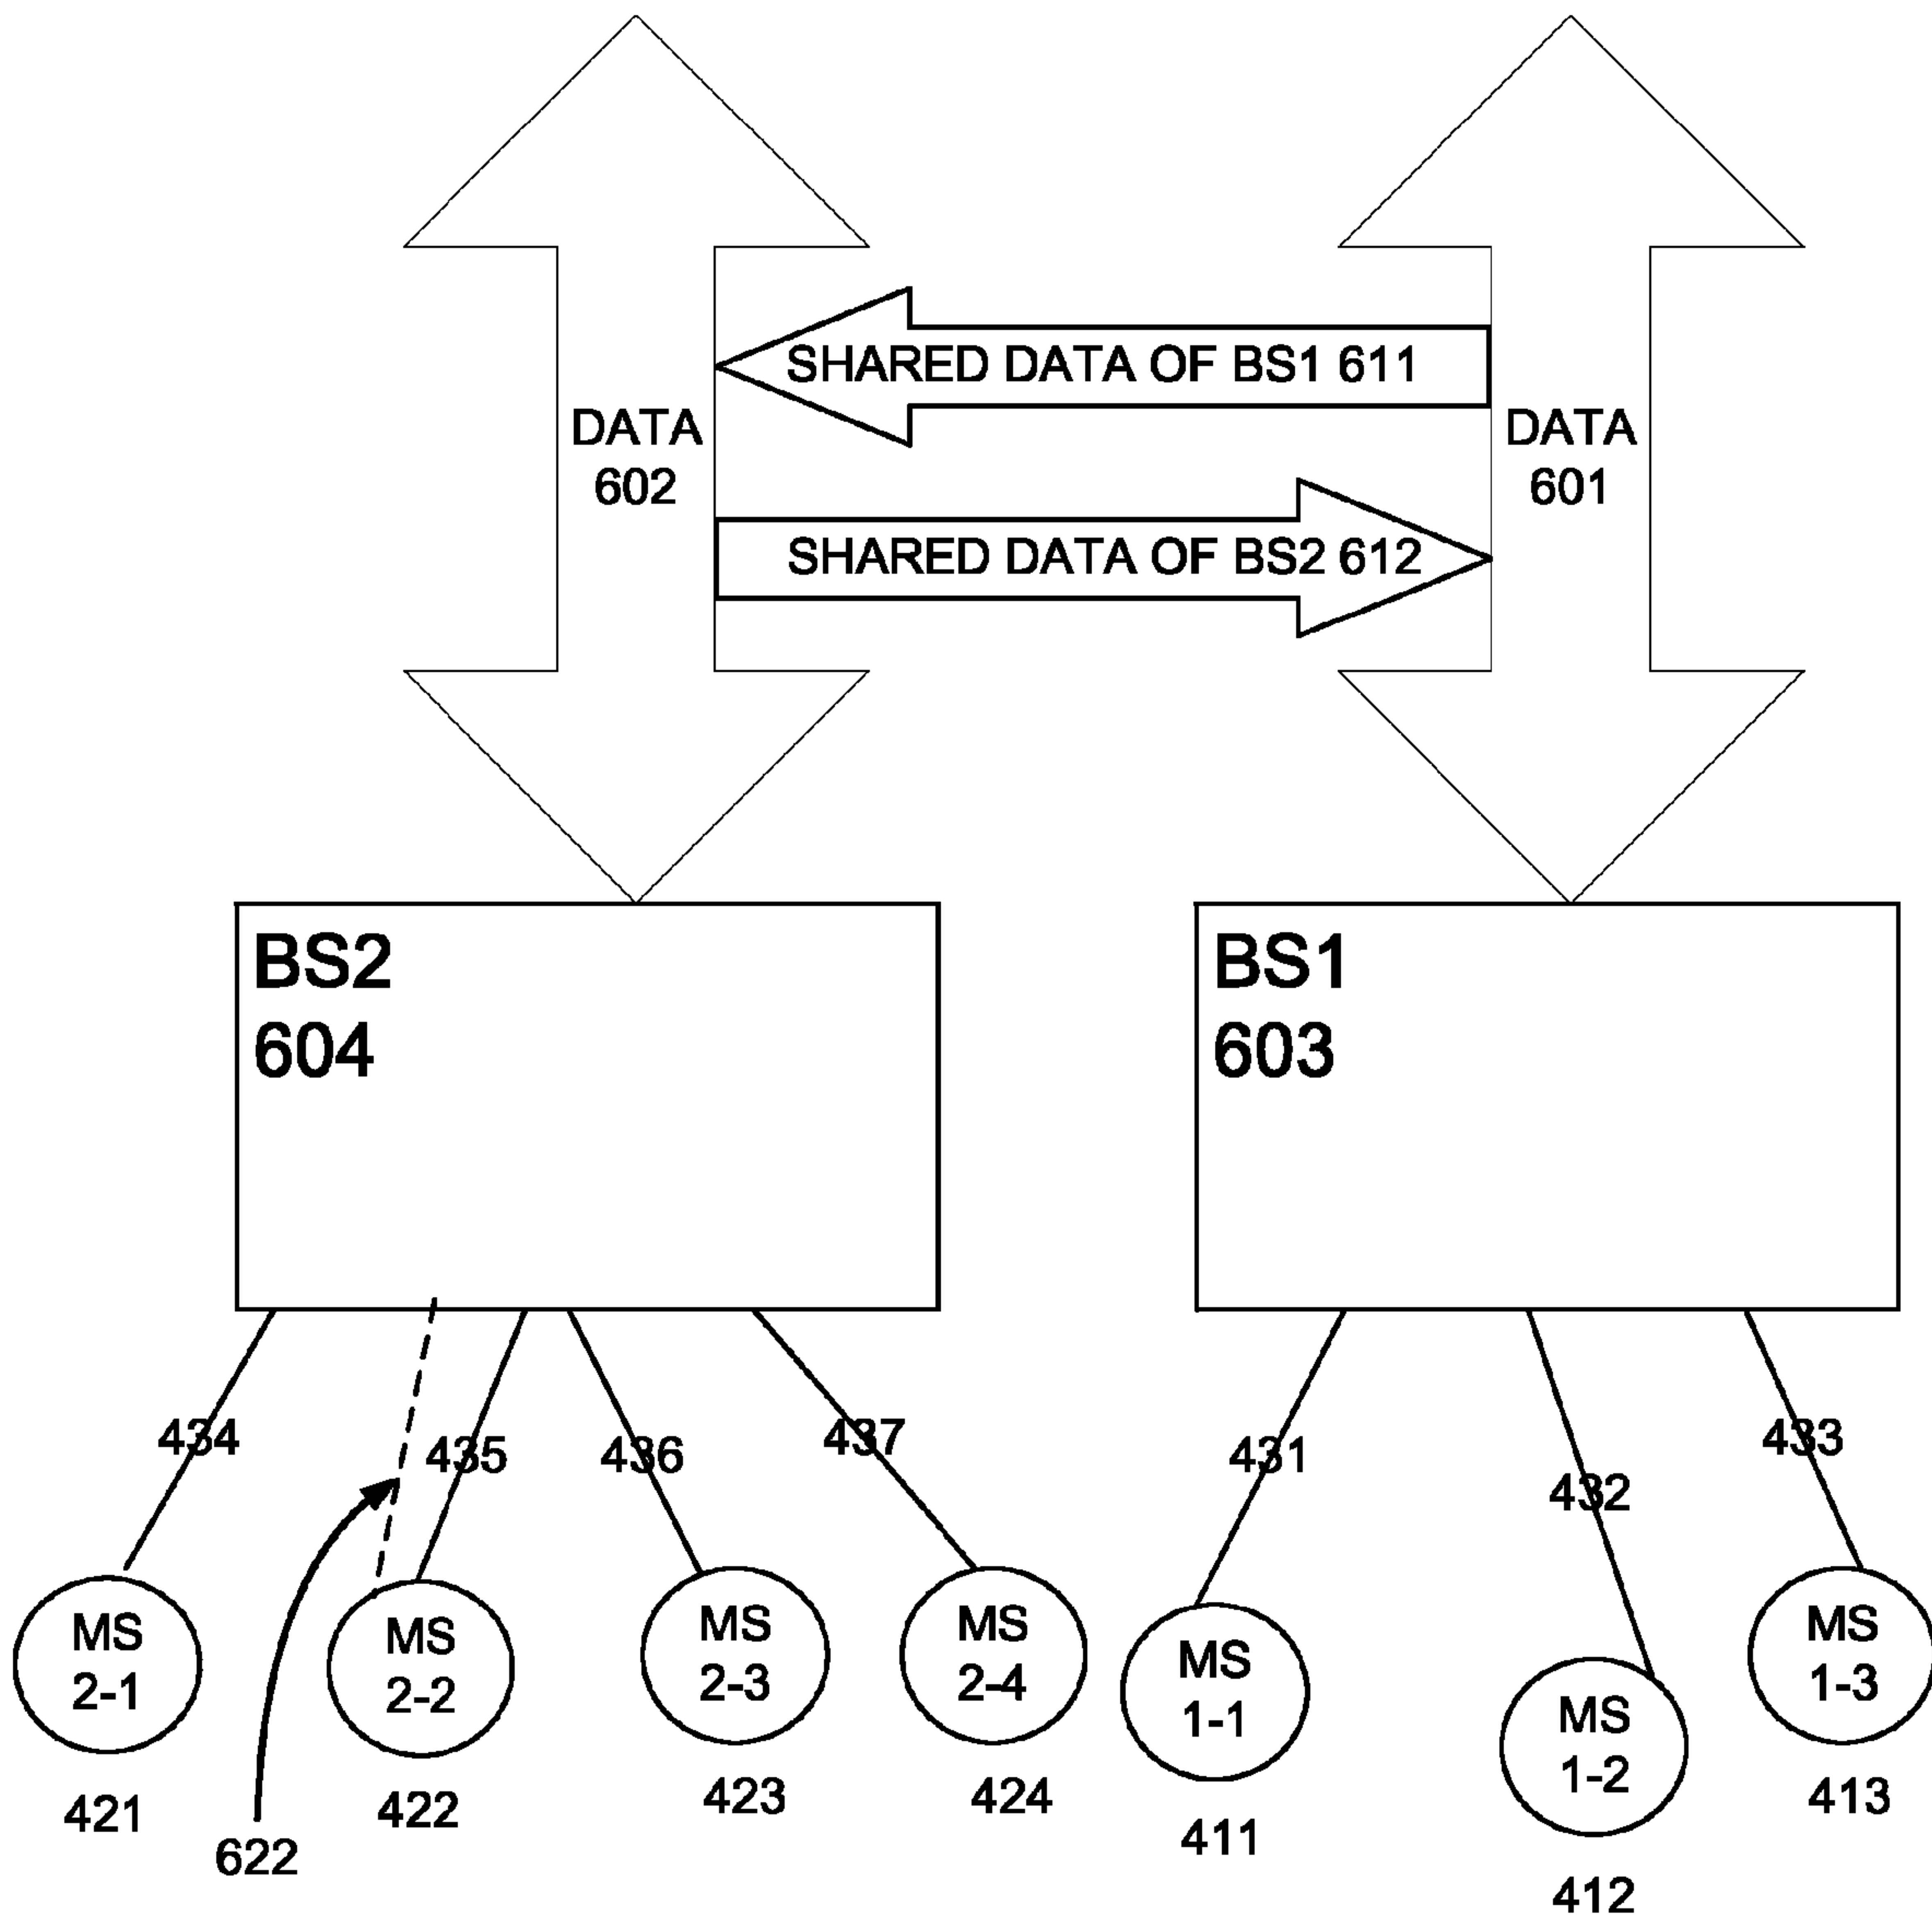 SHARED DATA OF BS1 611
DATA
602
DATA
601
SHARED DATA OF BS2 612
BS2
604
BS1
603
434
435
436
437
431
432
433
MS
2-1
MS
2-2
MS
2-3
MS
2-4
MS
1-1
MS
1-2
MS
1-3
421
422
423
424
411
412
413
622